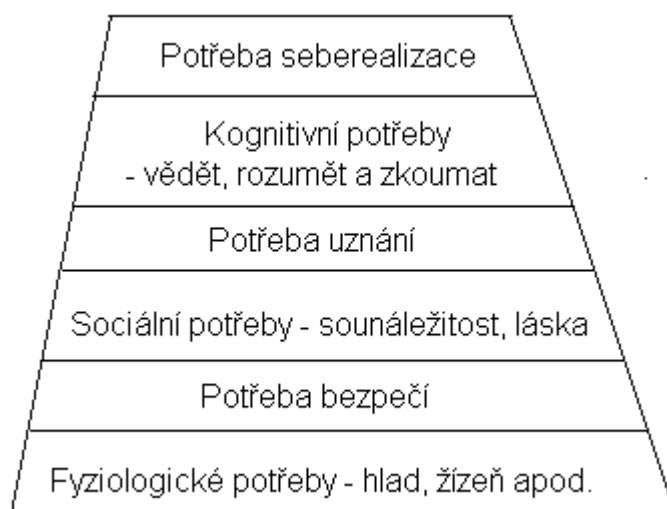 Potřeba seberealizace
Kognitivní potřeby
- vědět, rozumět a zkoumat
Potřeba uznání
Sociální potřeby - sounáležitost, láska
Potřeba bezpečí
Fyziologické potřeby - hlad, žízeň apod.